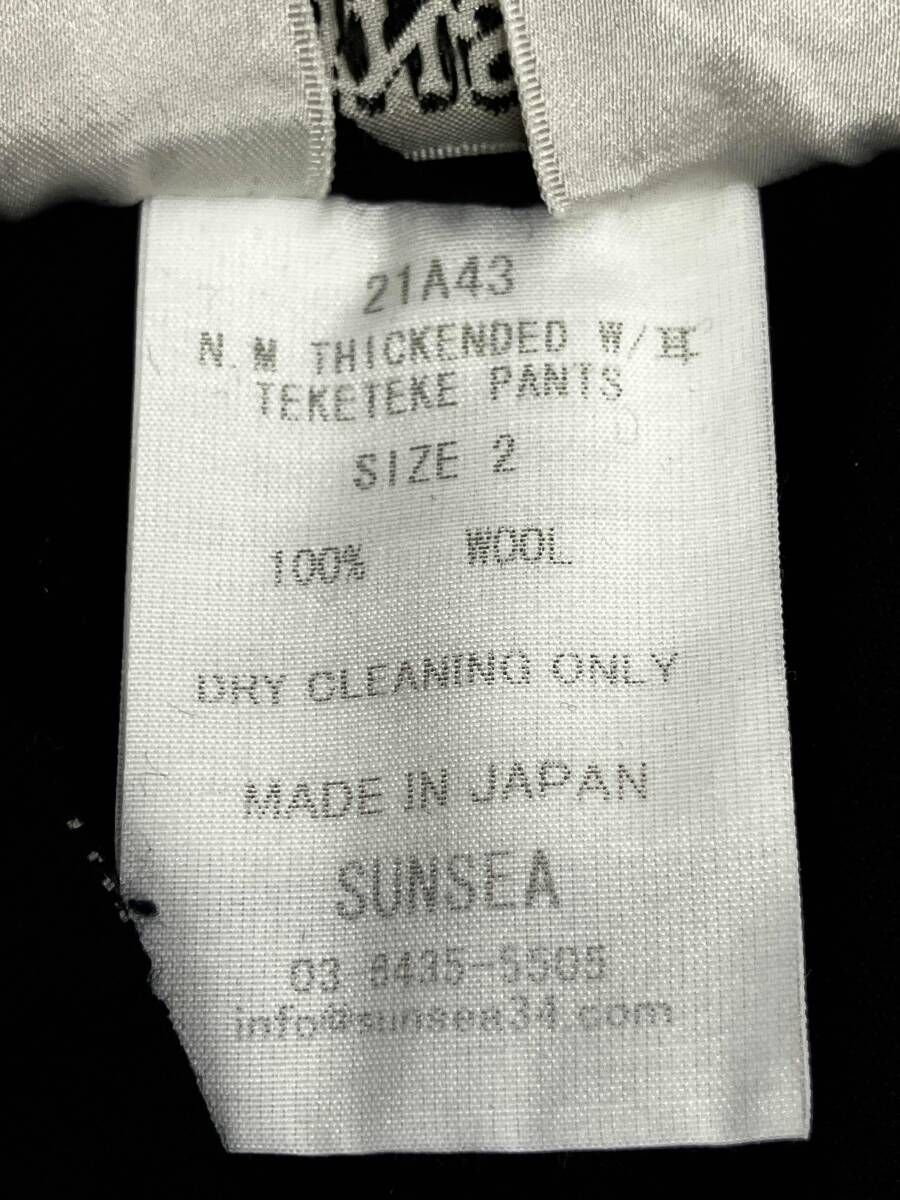 21A43
N.M THICKENDED W/耳
TEKETEKE PANTS
SIZE 2
100% WOOL
DRY CLEANING ONLY
MADE IN JAPAN
SUNSEA
03 6435-5505
info@sunsea34.com